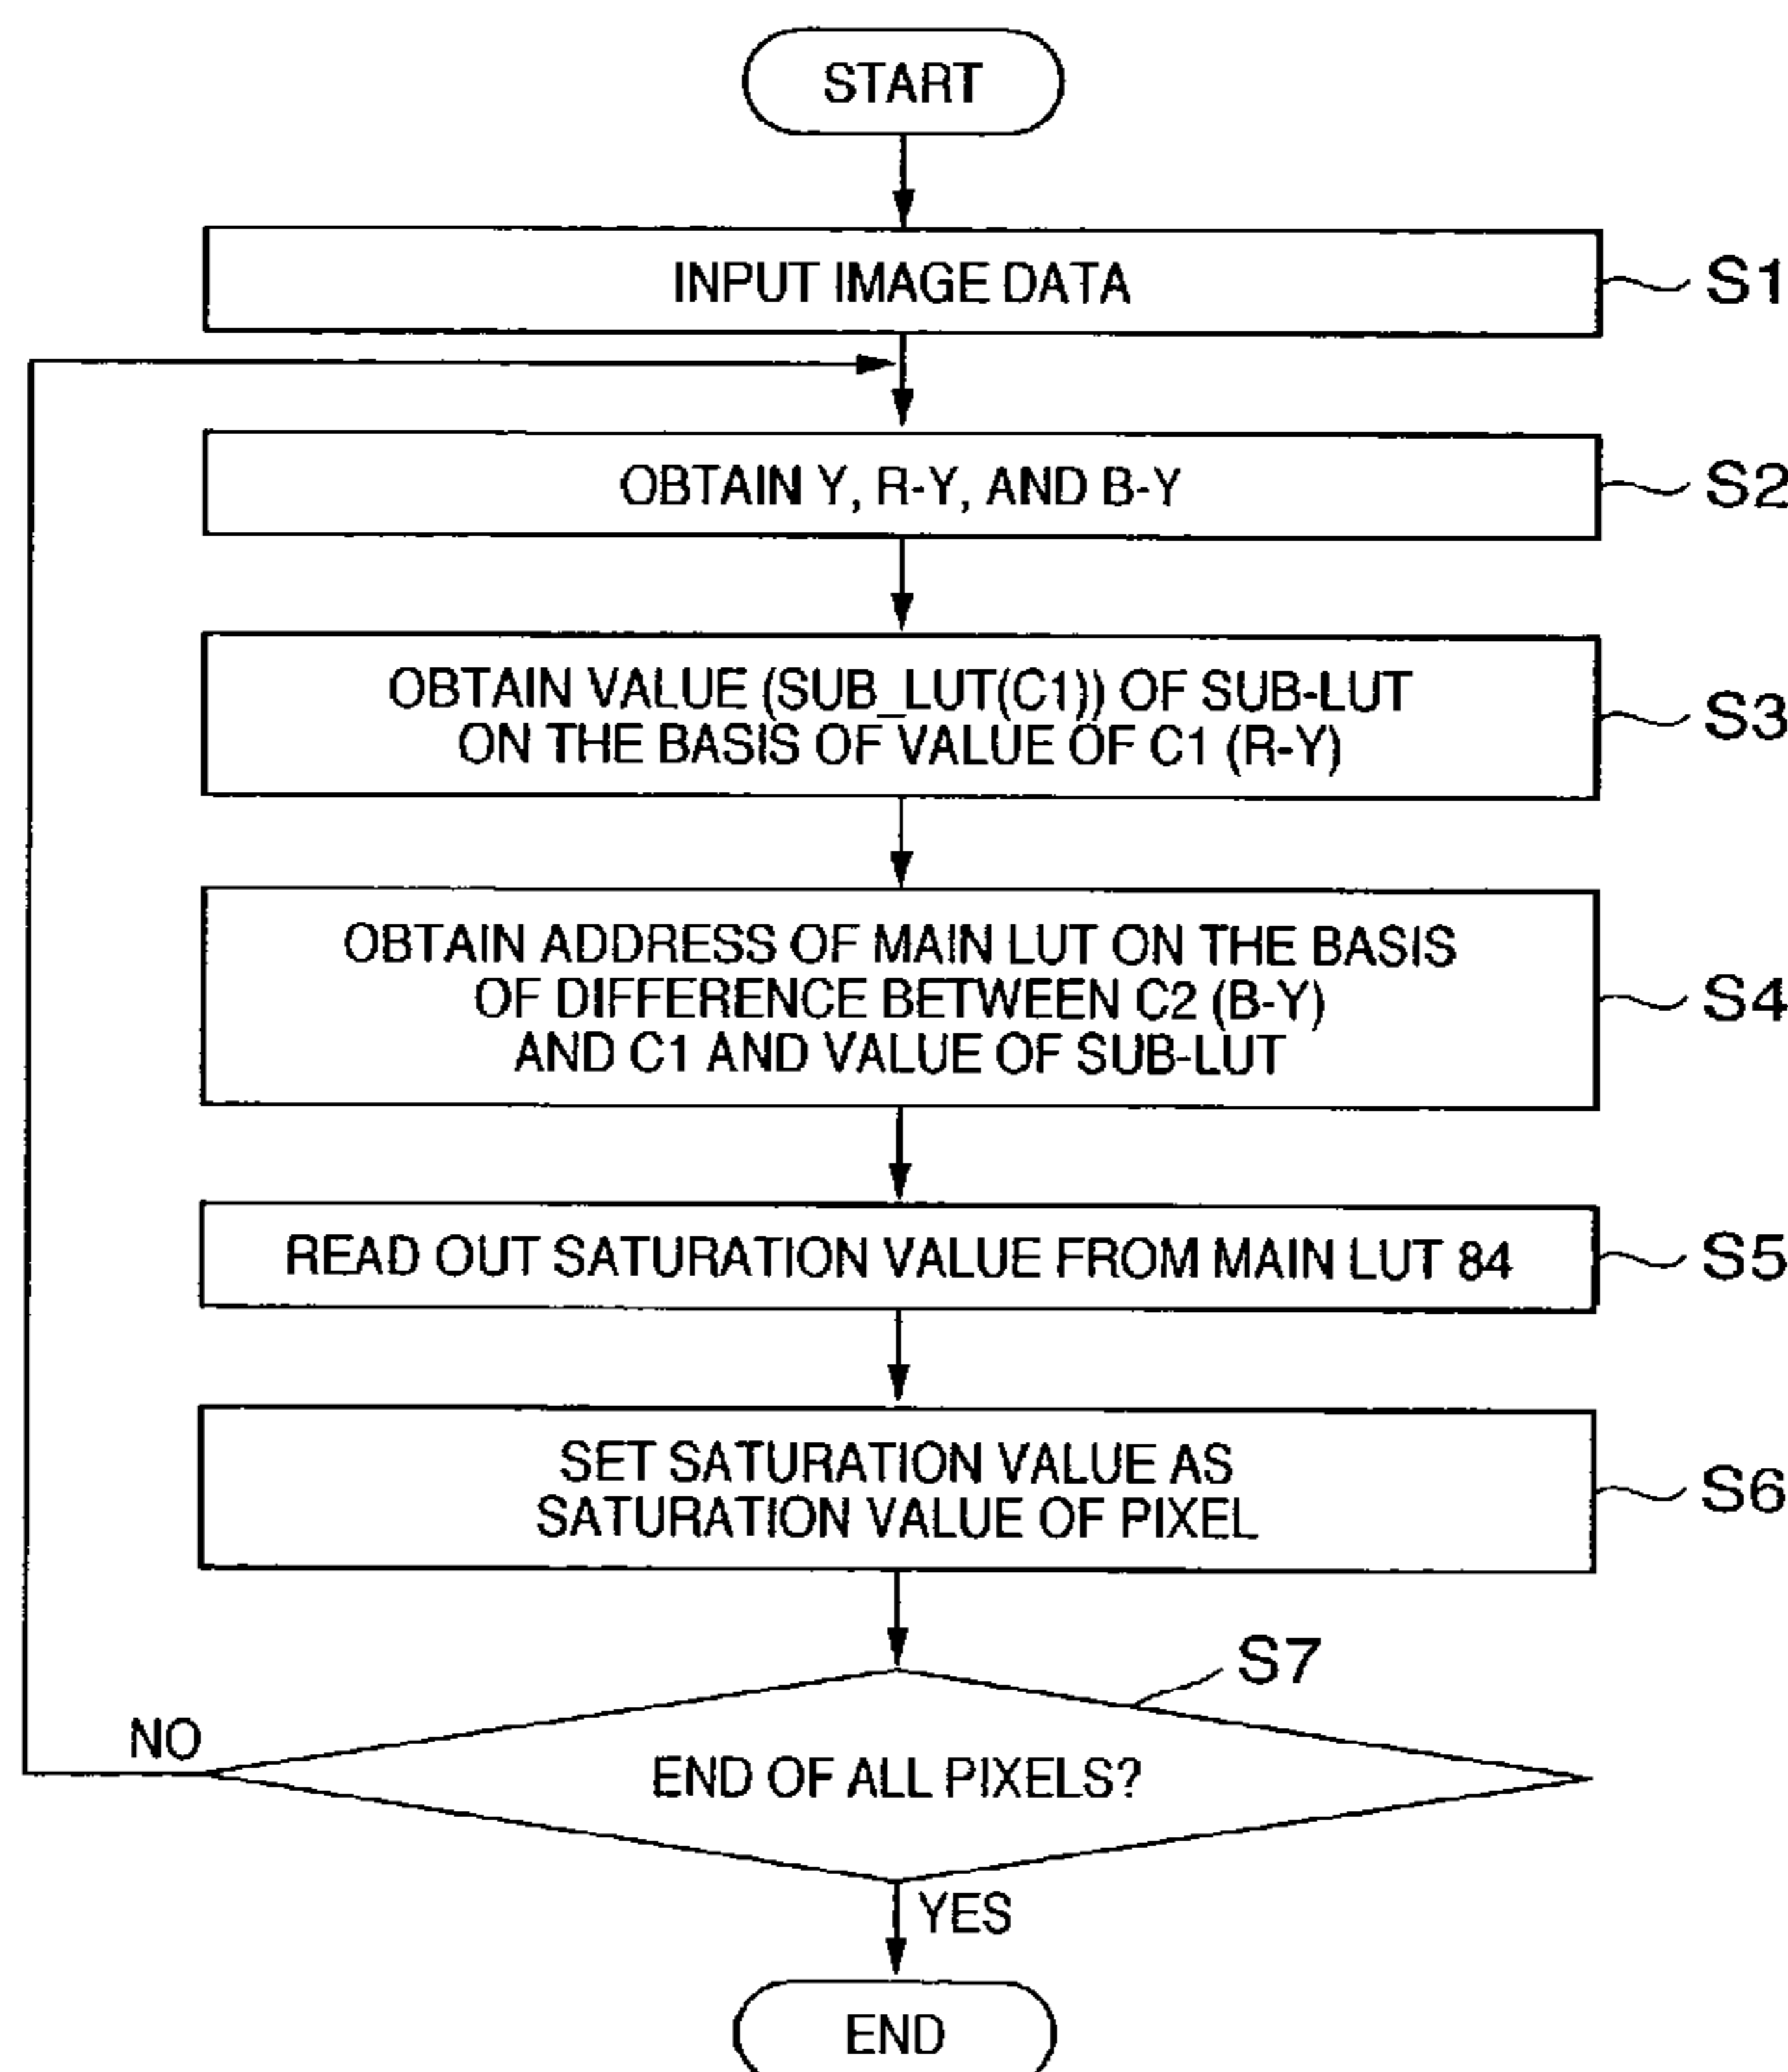 START
INPUT IMAGE DATA
S1
OBTAIN Y, R-Y, AND B-Y
S2
OBTAIN VALUE (SUB_LUT(C1)) OF SUB-LUT
ON THE BASIS OF VALUE OF C1 (R-Y)
S3
OBTAIN ADDRESS OF MAIN LUT ON THE BASIS
OF DIFFERENCE BETWEEN C2 (B-Y)
AND C1 AND VALUE OF SUB-LUT
S4
READ OUT SATURATION VALUE FROM MAIN LUT 84
S5
SET SATURATION VALUE AS
SATURATION VALUE OF PIXEL
S6
S7
NO
END OF ALL PIXELS?
YES
END